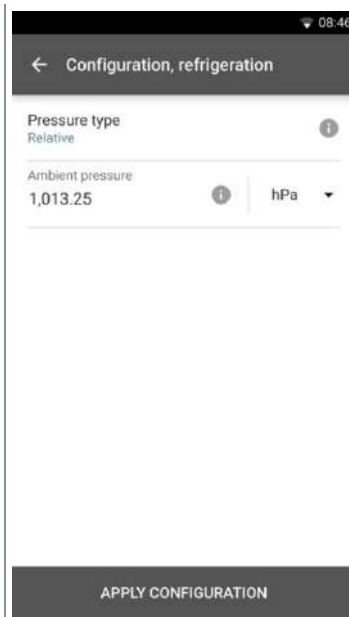 08:46
Configuration, refrigeration
Pressure type
Relative
Ambient pressure
1,013.25 hPa
APPLY CONFIGURATION